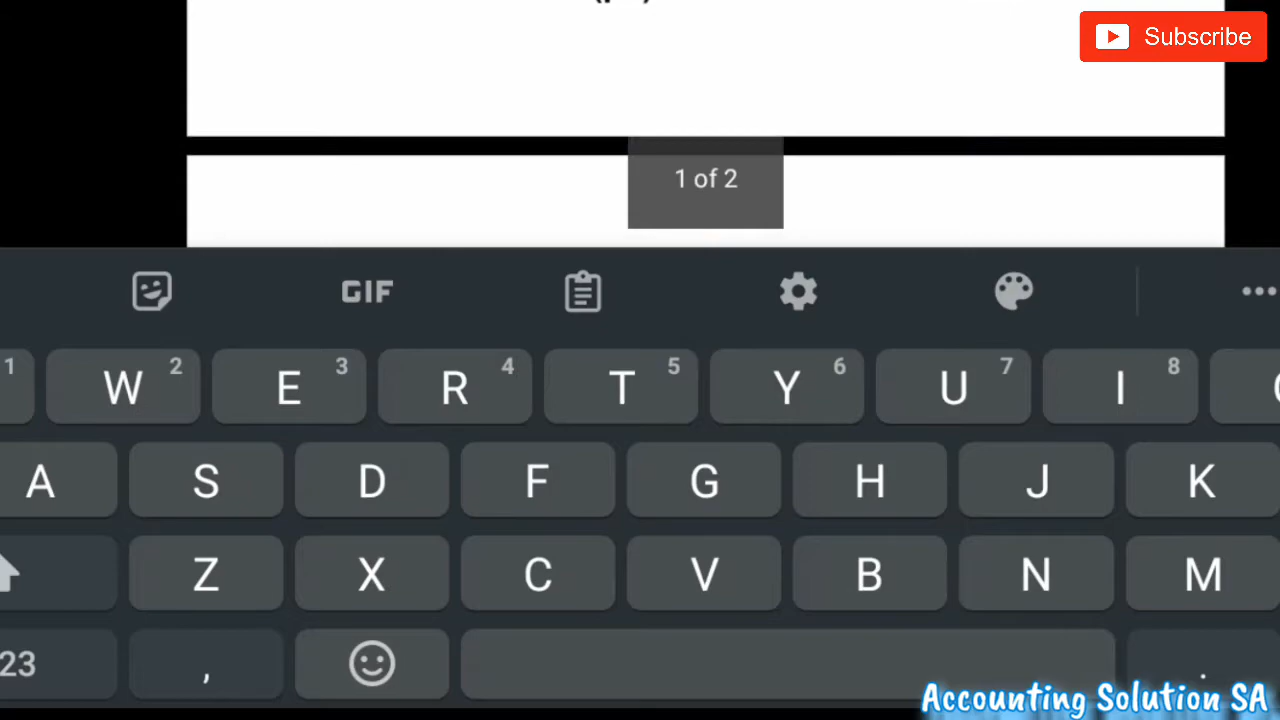 Subscribe
1 of 2
GIF
1 W 2 E 3 R 4 T 5 Y 6 U 7 I 8
A S D F G H J K
Z X C V B N M
23 , .
Accounting Solution SA